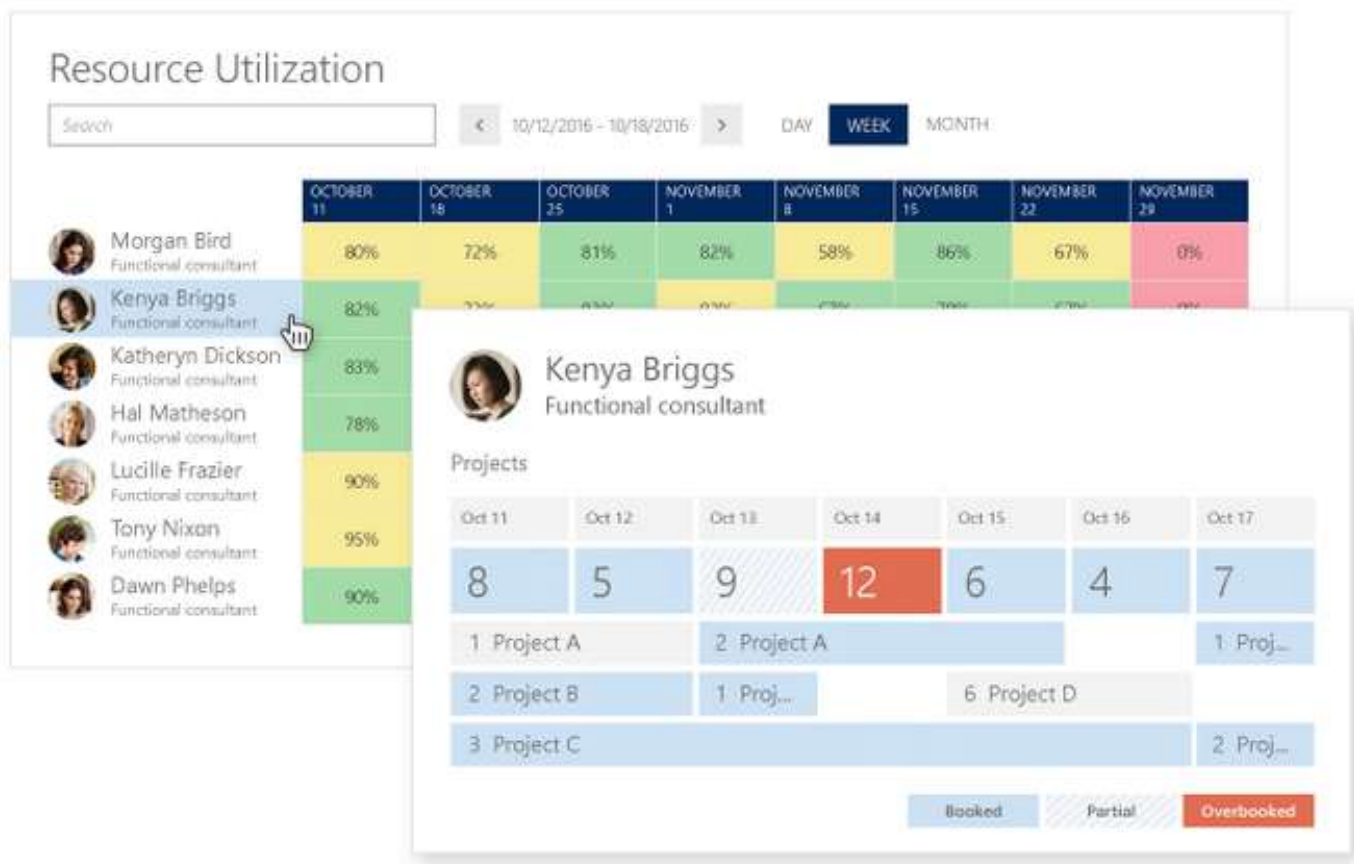 Resource Utilization
Search
< 10/12/2016 - 10/18/2016 > DAY WEEK MONTH
OCTOBER 11 OCTOBER 18 OCTOBER 25 NOVEMBER 1 NOVEMBER 8 NOVEMBER 15 NOVEMBER 22 NOVEMBER 29
Morgan Bird 80% 72% 81% 82% 58% 86% 67% 0%
Functional consultant
Kenya Briggs 82%
Functional consultant
Katheryn Dickson 83%
Functional consultant
Hal Matheson 78%
Functional consultant
Lucille Frazier 90%
Functional consultant
Tony Nixon 95%
Functional consultant
Dawn Phelps 90%
Functional consultant
Kenya Briggs
Functional consultant
Projects
Oct 11 Oct 12 Oct 13 Oct 14 Oct 15 Oct 16 Oct 17
8 5 9 12 6 4 7
1 Project A 2 Project A 1 Proj...
2 Project B 1 Proj... 6 Project D
3 Project C 2 Proj...
Booked Partial Overbooked